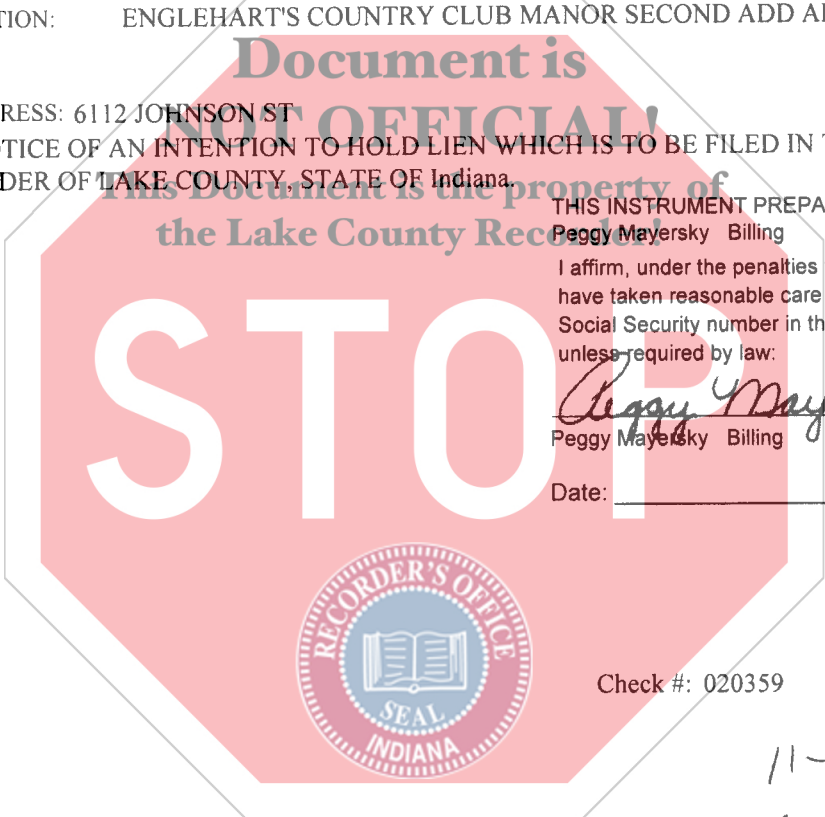 TION: ENGLEHART'S COUNTRY CLUB MANOR SECOND ADD
Document is
RESS: 6112 JOHNSON ST
NOT OFFICIAL!
TICE OF AN INTENTION TO HOLD LIEN WHICH IS TO BE FILED IN
DER OF LAKE COUNTY, STATE OF Indiana.
This Document is the property of
the Lake County Recorder!
THIS INSTRUMENT PREPA
Peggy Mayersky Billing
I affirm, under the penalties
have taken reasonable care
Social Security number in th
unless required by law:
STOP
Peggy May
Peggy Mayersky Billing
Date:
RECORDER'S OFFICE
SEAL
INDIANA
Check #: 020359
11-